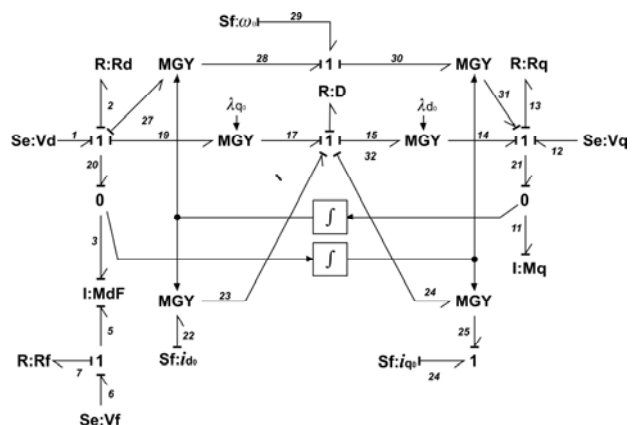 Sf:ω₀ 29
R:Rd MGY 28 1 30 MGY R:Rq
2 27 R:D λq₀ λd₀ 31 13
Se:Vd 1 1 19 MGY 17 1 15 MGY 14 1 12 Se:Vq
20 32 21
0 ∫ 0
3 ∫ 11
I:MdF MGY 23 24 MGY I:Mq
5 22 25
R:Rf 7 1 Sf:id₀ Sf:iq₀ 24 1
6
Se:Vf